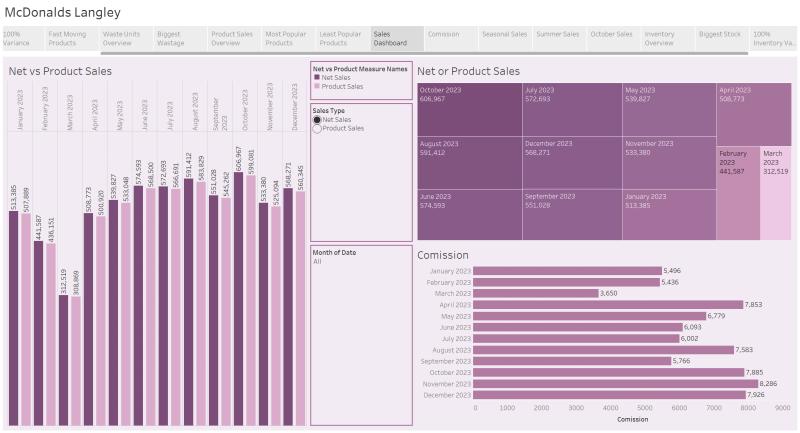 McDonalds Langley
100%
Variance
Fast Moving
Products
Waste Units
Overview
Biggest
Wastage
Product Sales
Overview
Most Popular
Products
Least Popular
Products
Sales
Dashboard
Comission
Seasonal Sales
Summer Sales
October Sales
Inventory
Overview
Biggest Stock
100%
Inventory Va..
Net vs Product Sales
January 2023
February 2023
March 2023
April 2023
May 2023
June 2023
July 2023
August 2023
September
2023
October 2023
November 2023
December 2023
513,385
507,889
441,587
436,151
312,519
308,869
508,773
500,920
539,827
533,048
574,593
568,500
572,693
566,691
591,412
583,829
551,028
545,262
606,967
599,081
533,380
525,094
568,271
560,345
Net vs Product Measure Names
Net Sales
Product Sales
Sales Type
Net Sales
Product Sales
Month of Date
All
Net or Product Sales
October 2023
606,967
July 2023
572,693
May 2023
539,827
April 2023
508,773
August 2023
591,412
December 2023
568,271
November 2023
533,380
February
2023
441,587
March
2023
312,519
June 2023
574,593
September 2023
551,028
January 2023
513,385
Comission
January 2023 5,496
February 2023 5,436
March 2023 3,650
April 2023 7,853
May 2023 6,779
June 2023 6,093
July 2023 6,002
August 2023 7,583
September 2023 5,766
October 2023 7,885
November 2023 8,286
December 2023 7,926
0 1000 2000 3000 4000 5000 6000 7000 8000 9000
Comission